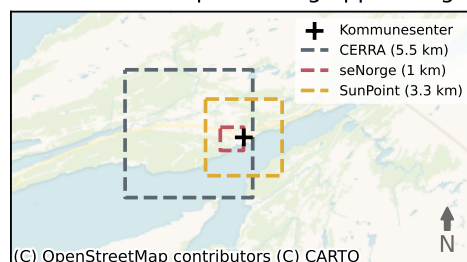 Kommunesenter
CERRA (5.5 km)
seNorge (1 km)
SunPoint (3.3 km)
N
(C) OpenStreetMap contributors (C) CARTO